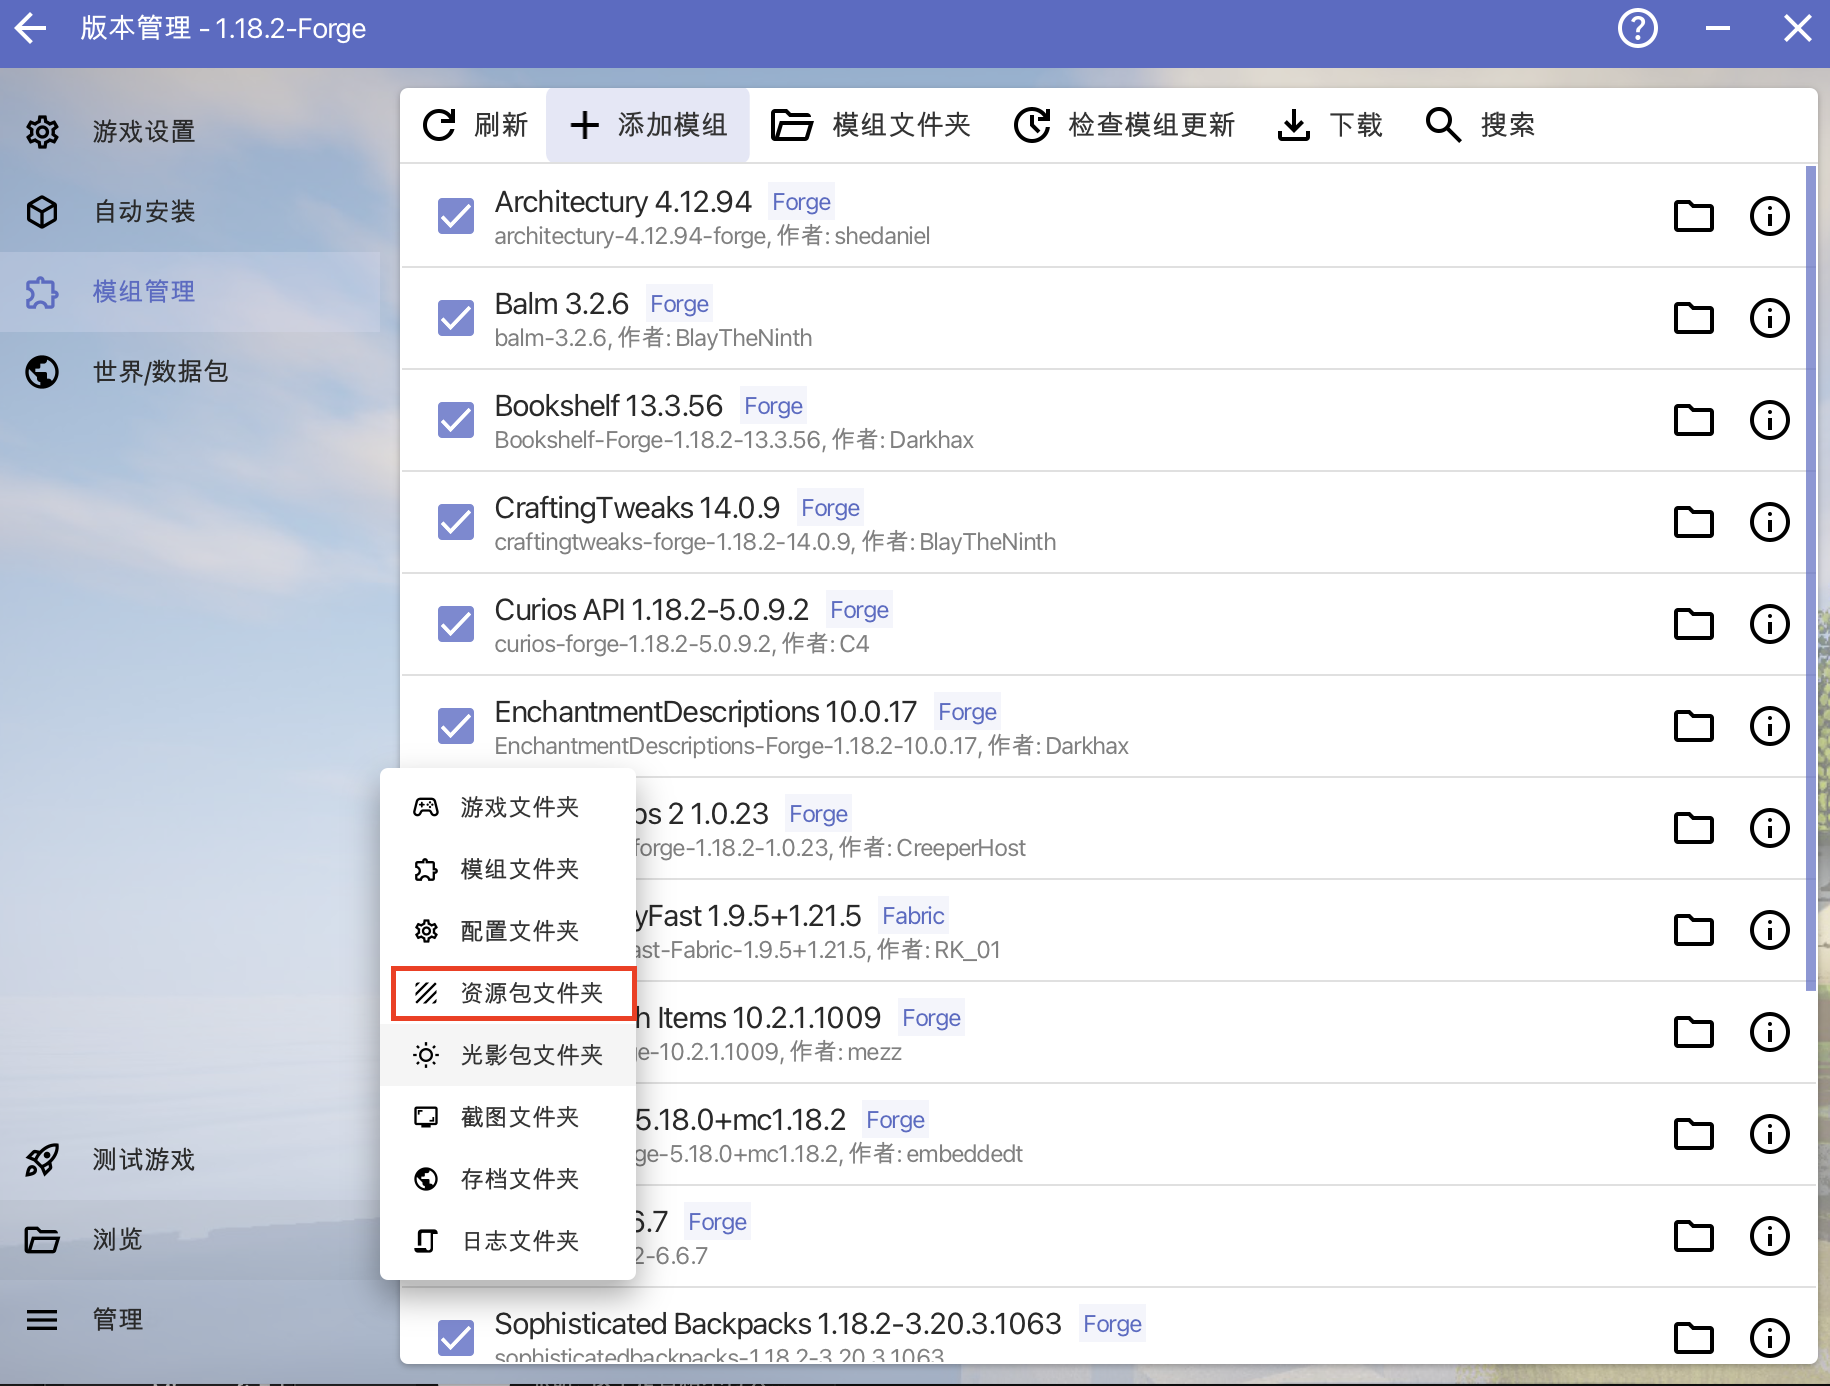 版本管理 - 1.18.2-Forge
游戏设置
自动安装
模组管理
世界/数据包
测试游戏
浏览
管理
刷新 添加模组 模组文件夹 检查模组更新 下载 搜索
Architectury 4.12.94 Forge
architectury-4.12.94-forge, 作者: shedaniel
Balm 3.2.6 Forge
balm-3.2.6, 作者: BlayTheNinth
Bookshelf 13.3.56 Forge
Bookshelf-Forge-1.18.2-13.3.56, 作者: Darkhax
CraftingTweaks 14.0.9 Forge
craftingtweaks-forge-1.18.2-14.0.9, 作者: BlayTheNinth
Curios API 1.18.2-5.0.9.2 Forge
curios-forge-1.18.2-5.0.9.2, 作者: C4
EnchantmentDescriptions 10.0.17 Forge
EnchantmentDescriptions-Forge-1.18.2-10.0.17, 作者: Darkhax
游戏文件夹
模组文件夹
配置文件夹
资源包文件夹
光影包文件夹
截图文件夹
存档文件夹
日志文件夹
2 1.0.23 Forge
forge-1.18.2-1.0.23, 作者: CreeperHost
yFast 1.9.5+1.21.5 Fabric
ast-Fabric-1.9.5+1.21.5, 作者: RK_01
h Items 10.2.1.1009 Forge
ge-10.2.1.1009, 作者: mezz
5.18.0+mc1.18.2 Forge
ge-5.18.0+mc1.18.2, 作者: embeddedt
6.7 Forge
2-6.6.7
Sophisticated Backpacks 1.18.2-3.20.3.1063 Forge
sophisticatedbackpacks-1.18.2-3.20.3.1063